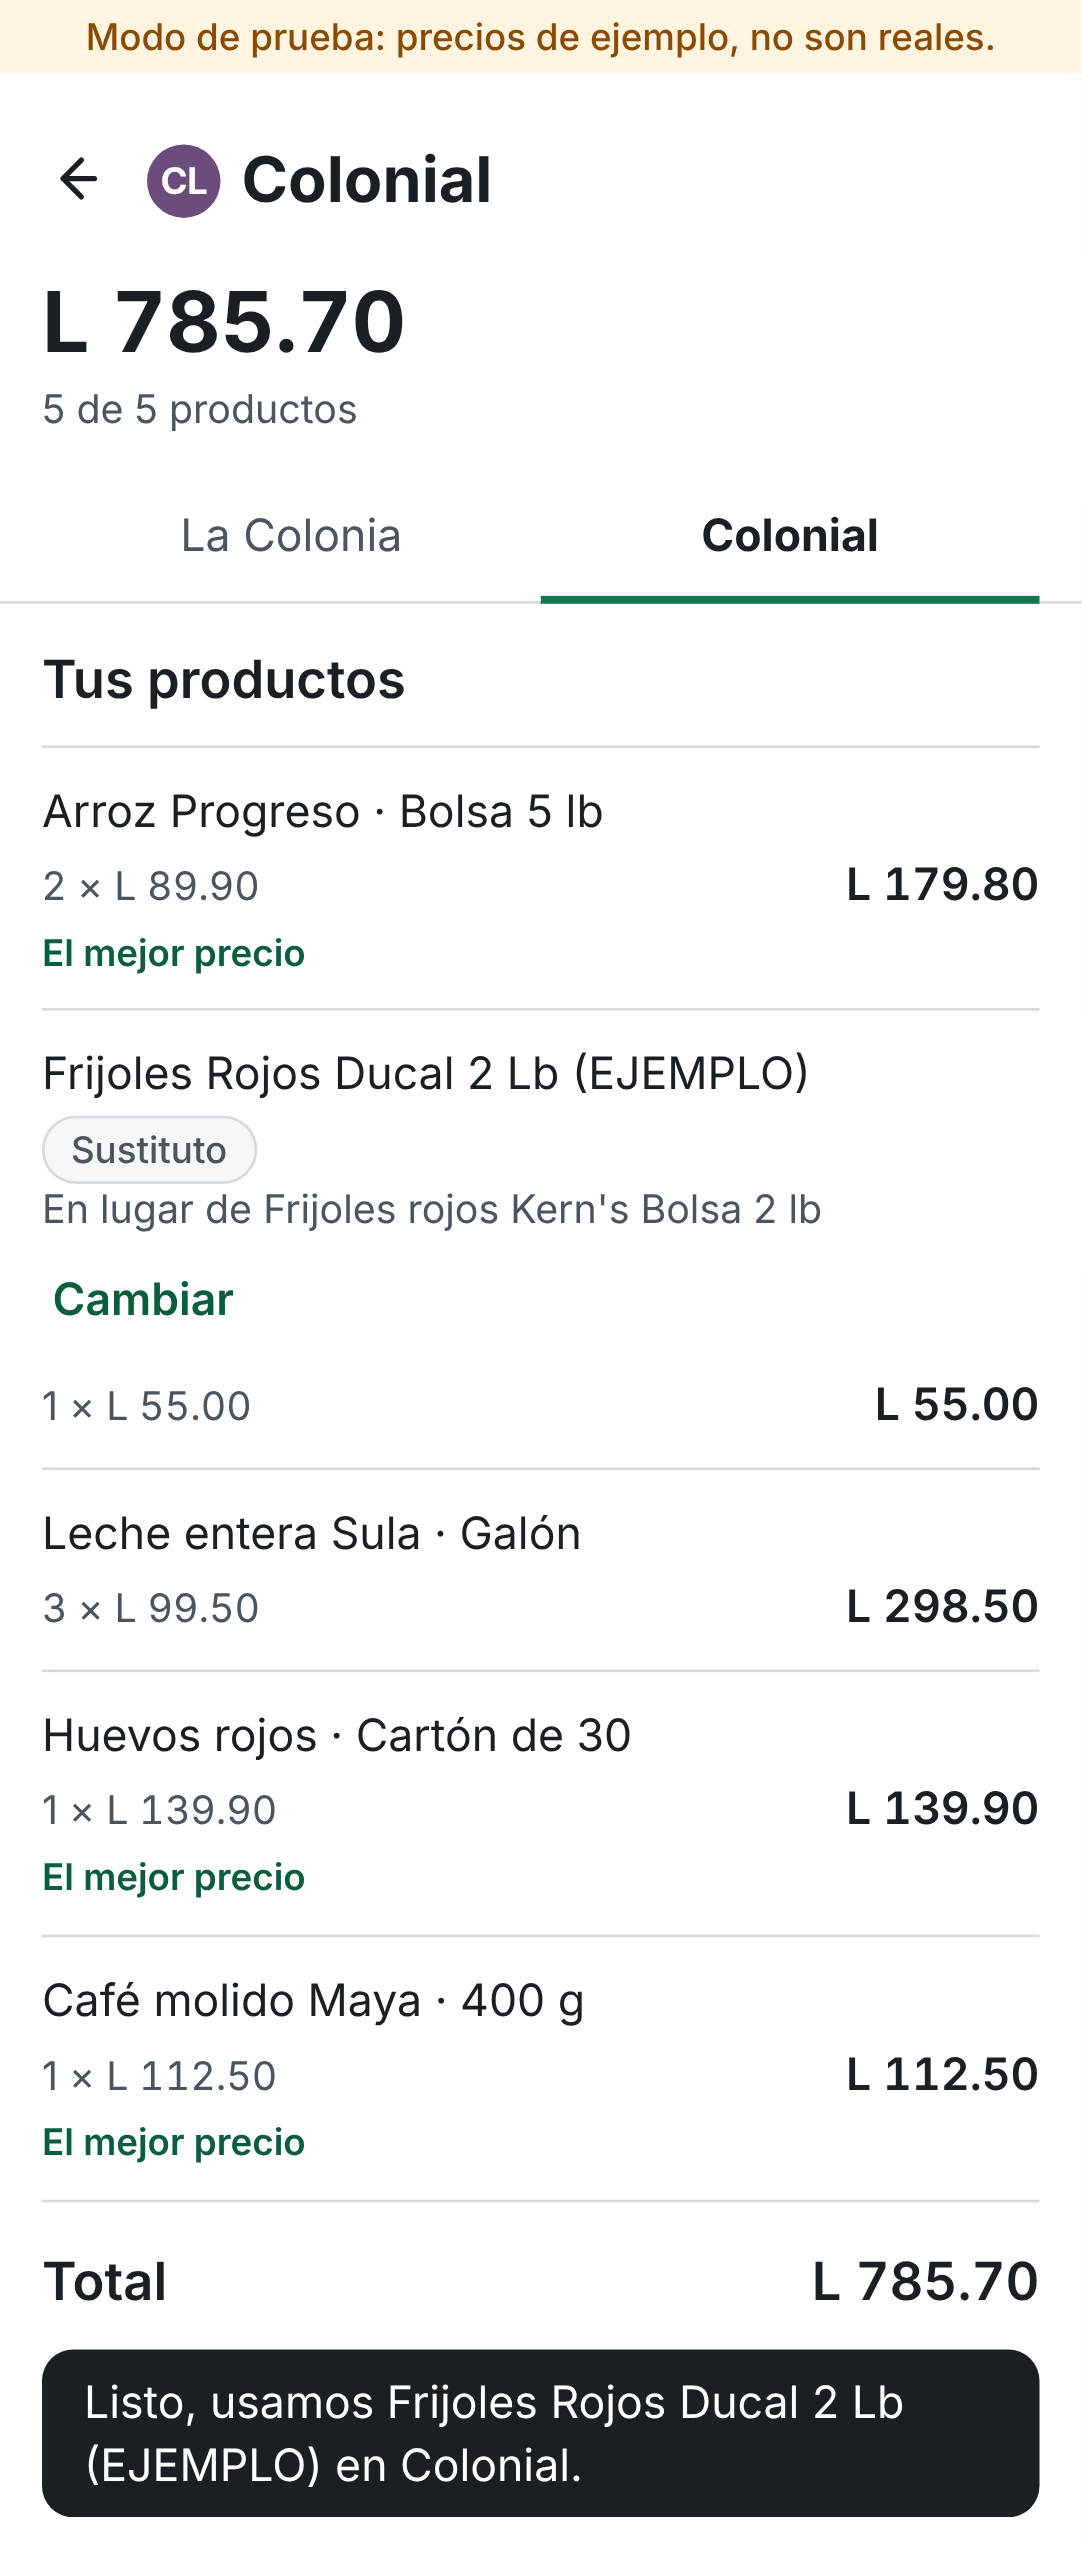 Modo de prueba: precios de ejemplo, no son reales.
CL Colonial
L 785.70
5 de 5 productos
La Colonia Colonial
Tus productos
Arroz Progreso · Bolsa 5 lb
2 × L 89.90 L 179.80
El mejor precio
Frijoles Rojos Ducal 2 Lb (EJEMPLO)
Sustituto
En lugar de Frijoles rojos Kern's Bolsa 2 lb
Cambiar
1 × L 55.00 L 55.00
Leche entera Sula · Galón
3 × L 99.50 L 298.50
Huevos rojos · Cartón de 30
1 × L 139.90 L 139.90
El mejor precio
Café molido Maya · 400 g
1 × L 112.50 L 112.50
El mejor precio
Total L 785.70
Listo, usamos Frijoles Rojos Ducal 2 Lb
(EJEMPLO) en Colonial.